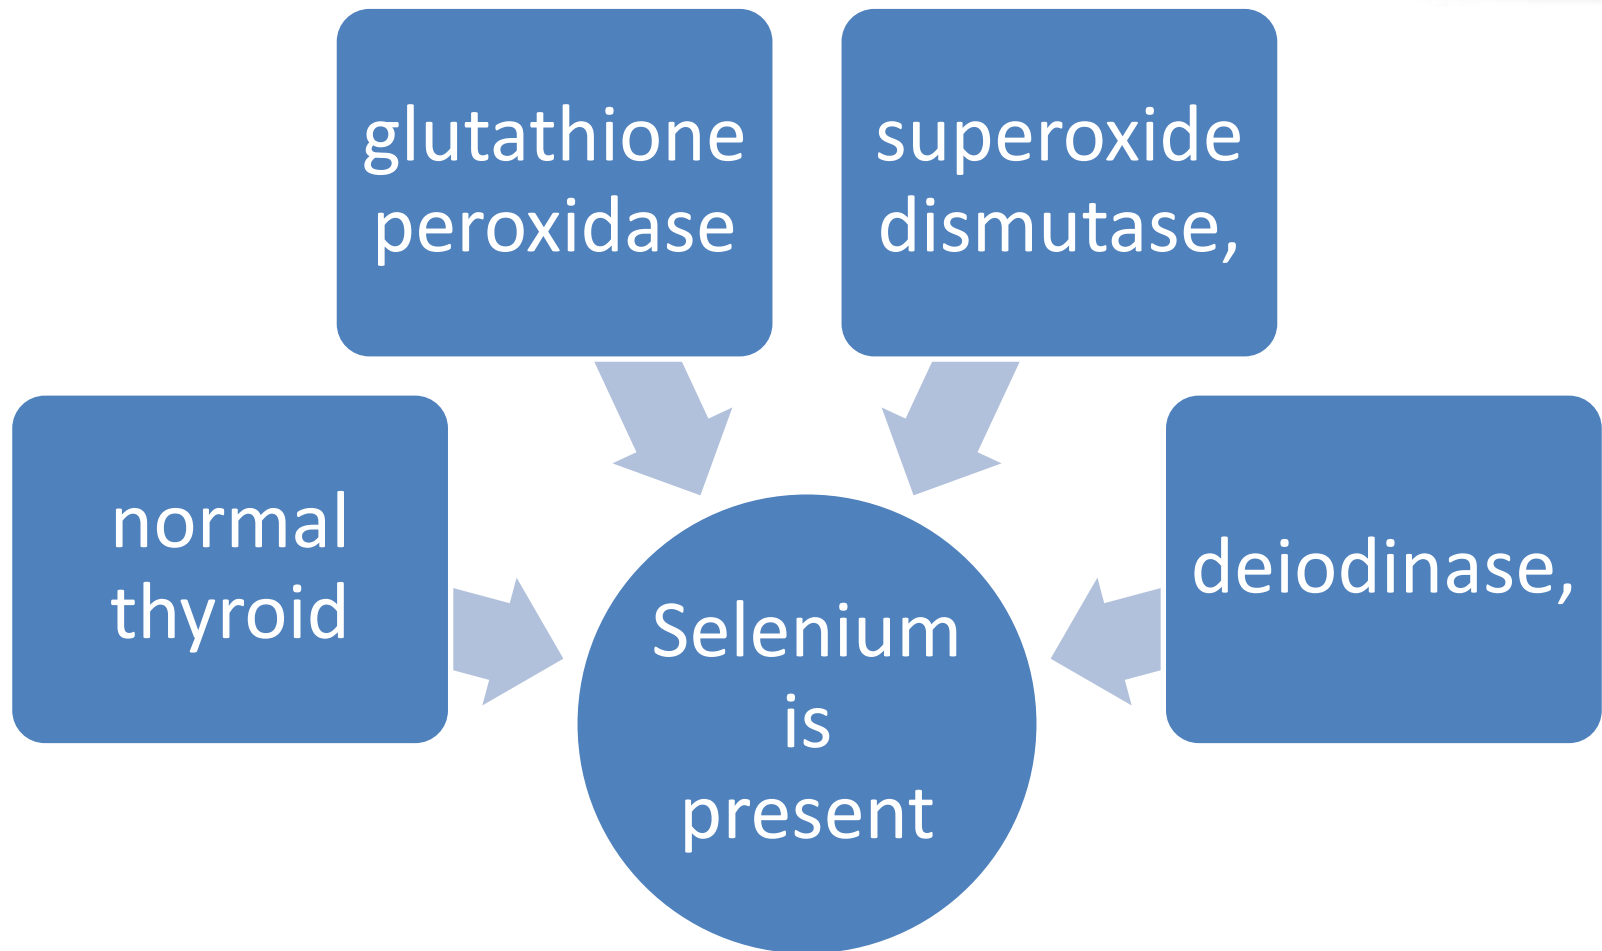 glutathione
peroxidase
superoxide
dismutase,
normal
thyroid
deiodinase,
Selenium
is
present